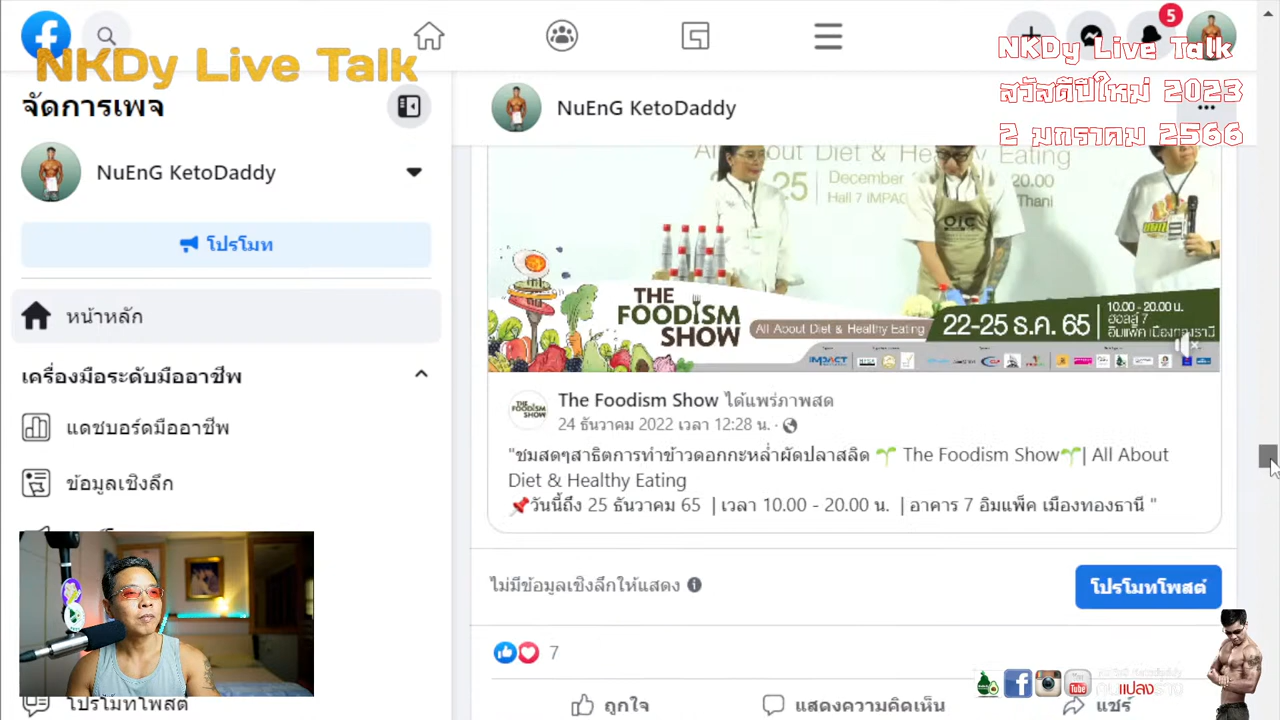 NKDy Live Talk
NKDy Live Talk
สวัสดีปีใหม่ 2023
2 มกราคม 2566
5
จัดการเพจ
NuEnG KetoDaddy
โปรโมท
หน้าหลัก
เครื่องมือระดับมืออาชีพ
แดชบอร์ดมืออาชีพ
ข้อมูลเชิงลึก
โปรโมทโพสต์
NuEnG KetoDaddy
All About Diet & Healthy Eating
25 December 20.00
Hall 7 IMPACT Thani
OIC
THE FOODISM SHOW
All About Diet & Healthy Eating
22-25 ธ.ค. 65
10.00 - 20.00 น.
ฮอลล์ 7
อิมแพ็ค เมืองทองธานี
IMPACT
The Foodism Show ได้แพร่ภาพสด
24 ธันวาคม 2022 เวลา 12:28 น. ·
"ชมสดๆสาธิตการทำข้าวดอกกะหล่ำผัดปลาสลิด 🌱 The Foodism Show🌱| All About
Diet & Healthy Eating
📌วันนี้ถึง 25 ธันวาคม 65 | เวลา 10.00 - 20.00 น. | อาคาร 7 อิมแพ็ค เมืองทองธานี "
ไม่มีข้อมูลเชิงลึกให้แสดง
โปรโมทโพสต์
7
ถูกใจ
แสดงความคิดเห็น
แชร์
You Tube
แปลง